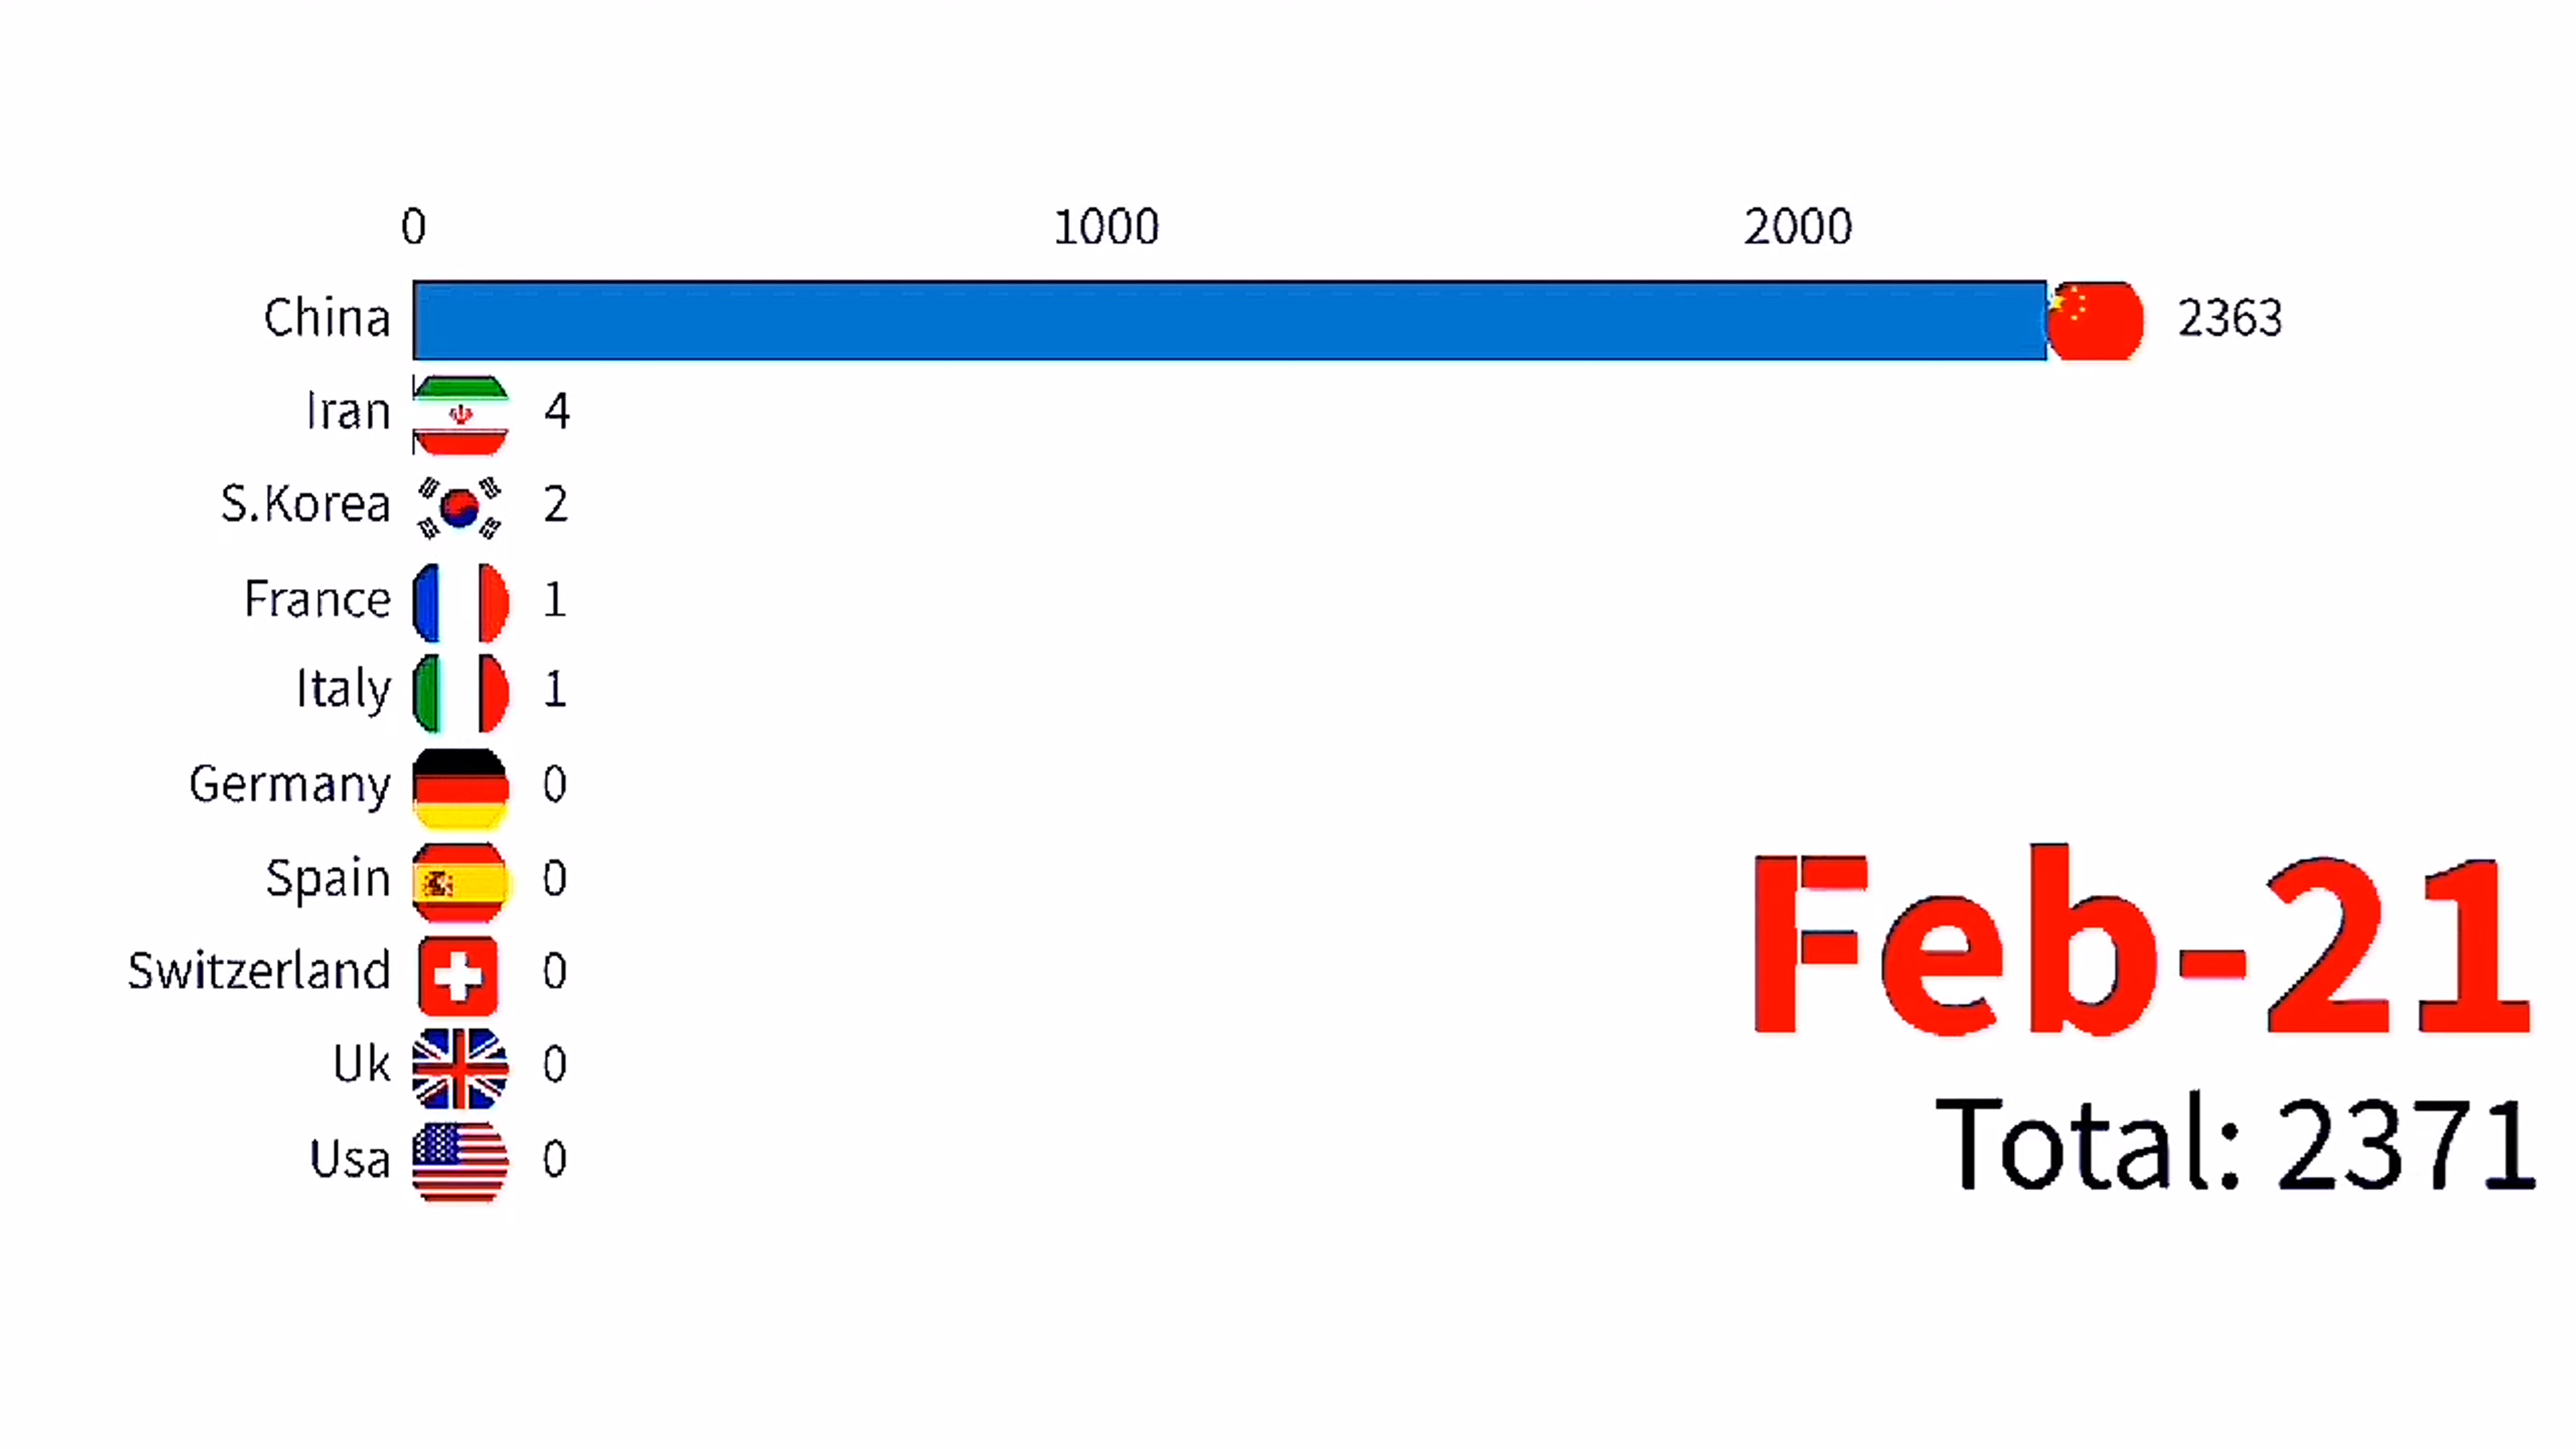 0 1000 2000
China 2363
Iran 4
S.Korea 2
France 1
Italy 1
Germany 0
Spain 0
Switzerland 0
Uk 0
Usa 0
Feb-21
Total: 2371